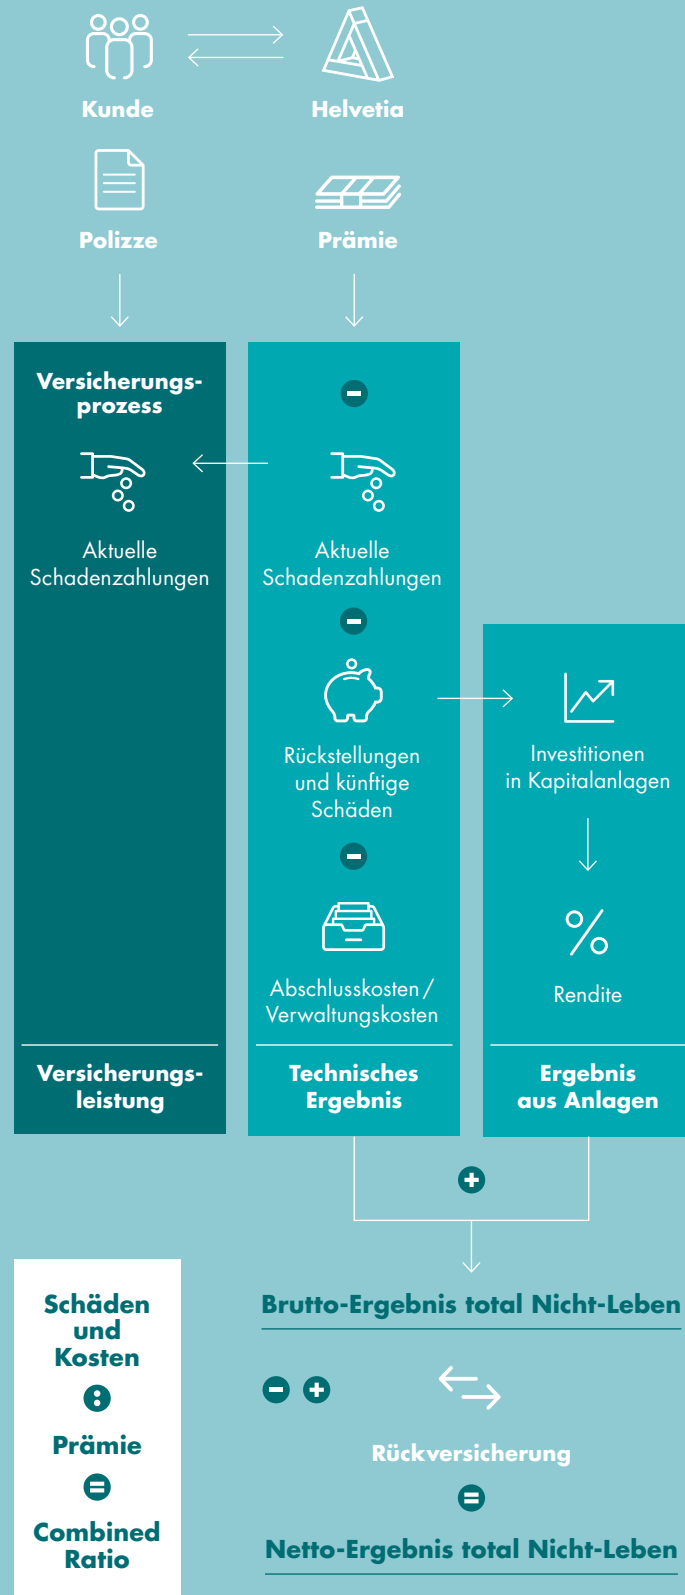 Kunde
Helvetia
Polizze
Prämie
Versicherungs-
prozess
Aktuelle
Schadenzahlungen
Versicherungs-
leistung
Aktuelle
Schadenzahlungen
Rückstellungen
und künftige
Schäden
Abschlusskosten /
Verwaltungskosten
Technisches
Ergebnis
Investitionen
in Kapitalanlagen
Rendite
Ergebnis
aus Anlagen
Schäden
und
Kosten
Prämie
Combined
Ratio
Brutto-Ergebnis total Nicht-Leben
Rückversicherung
Netto-Ergebnis total Nicht-Leben